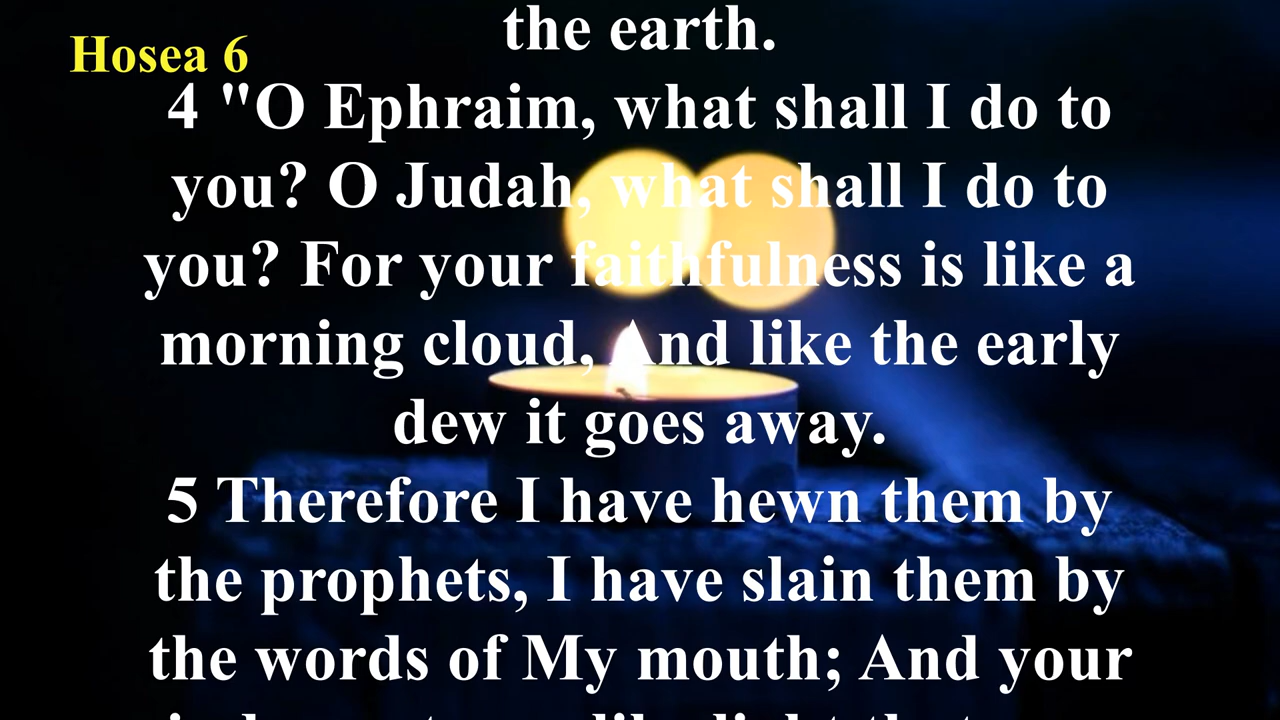 the earth.
Hosea 6
4 "O Ephraim, what shall I do to
you? O Judah, what shall I do to
you? For your faithfulness is like a
morning cloud, And like the early
dew it goes away.
5 Therefore I have hewn them by
the prophets, I have slain them by
the words of My mouth; And your